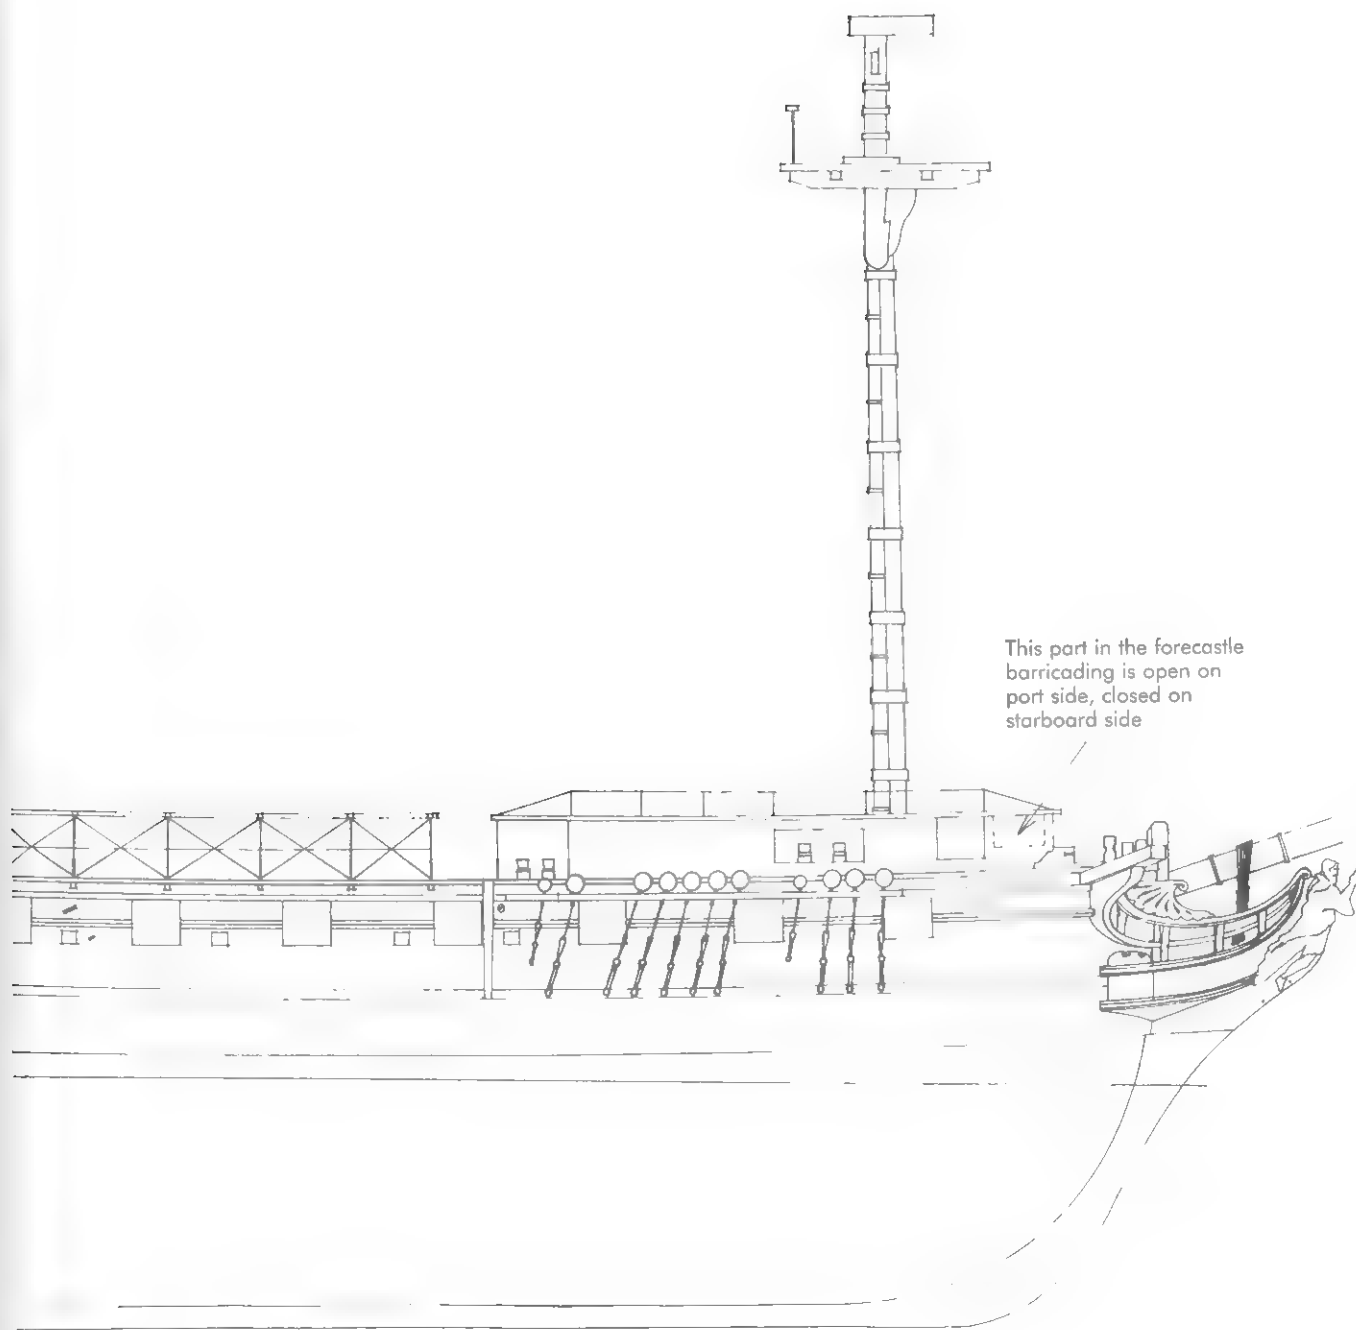 This part in the forecastle
barricading is open on
port side, closed on
starboard side